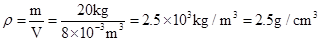 ρ = m/V = 20kg/8×10⁻³m³ = 2.5×10³kg/m³ = 2.5g/cm³